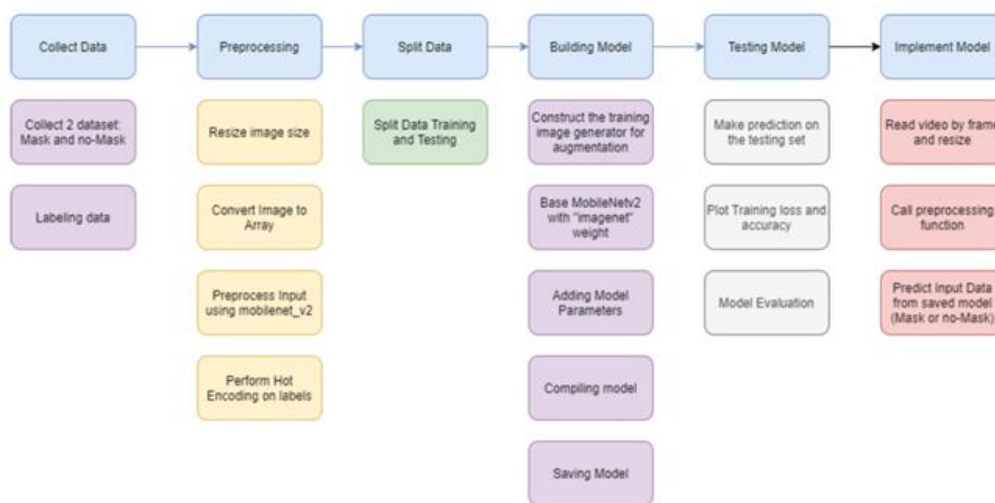 Collect Data
Preprocessing
Split Data
Building Model
Testing Model
Implement Model
Collect 2 dataset:
Mask and no-Mask
Labeling data
Resize image size
Convert Image to
Array
Preprocess Input
using mobilenet_v2
Perform Hot
Encoding on labels
Split Data Training
and Testing
Construct the training
image generator for
augmentation
Base MobileNetv2
with "imagenet"
weight
Adding Model
Parameters
Compiling model
Saving Model
Make prediction on
the testing set
Plot Training loss and
accuracy
Model Evaluation
Read video by frame
and resize
Call preprocessing
function
Predict Input Data
from saved model
(Mask or no-Mask)